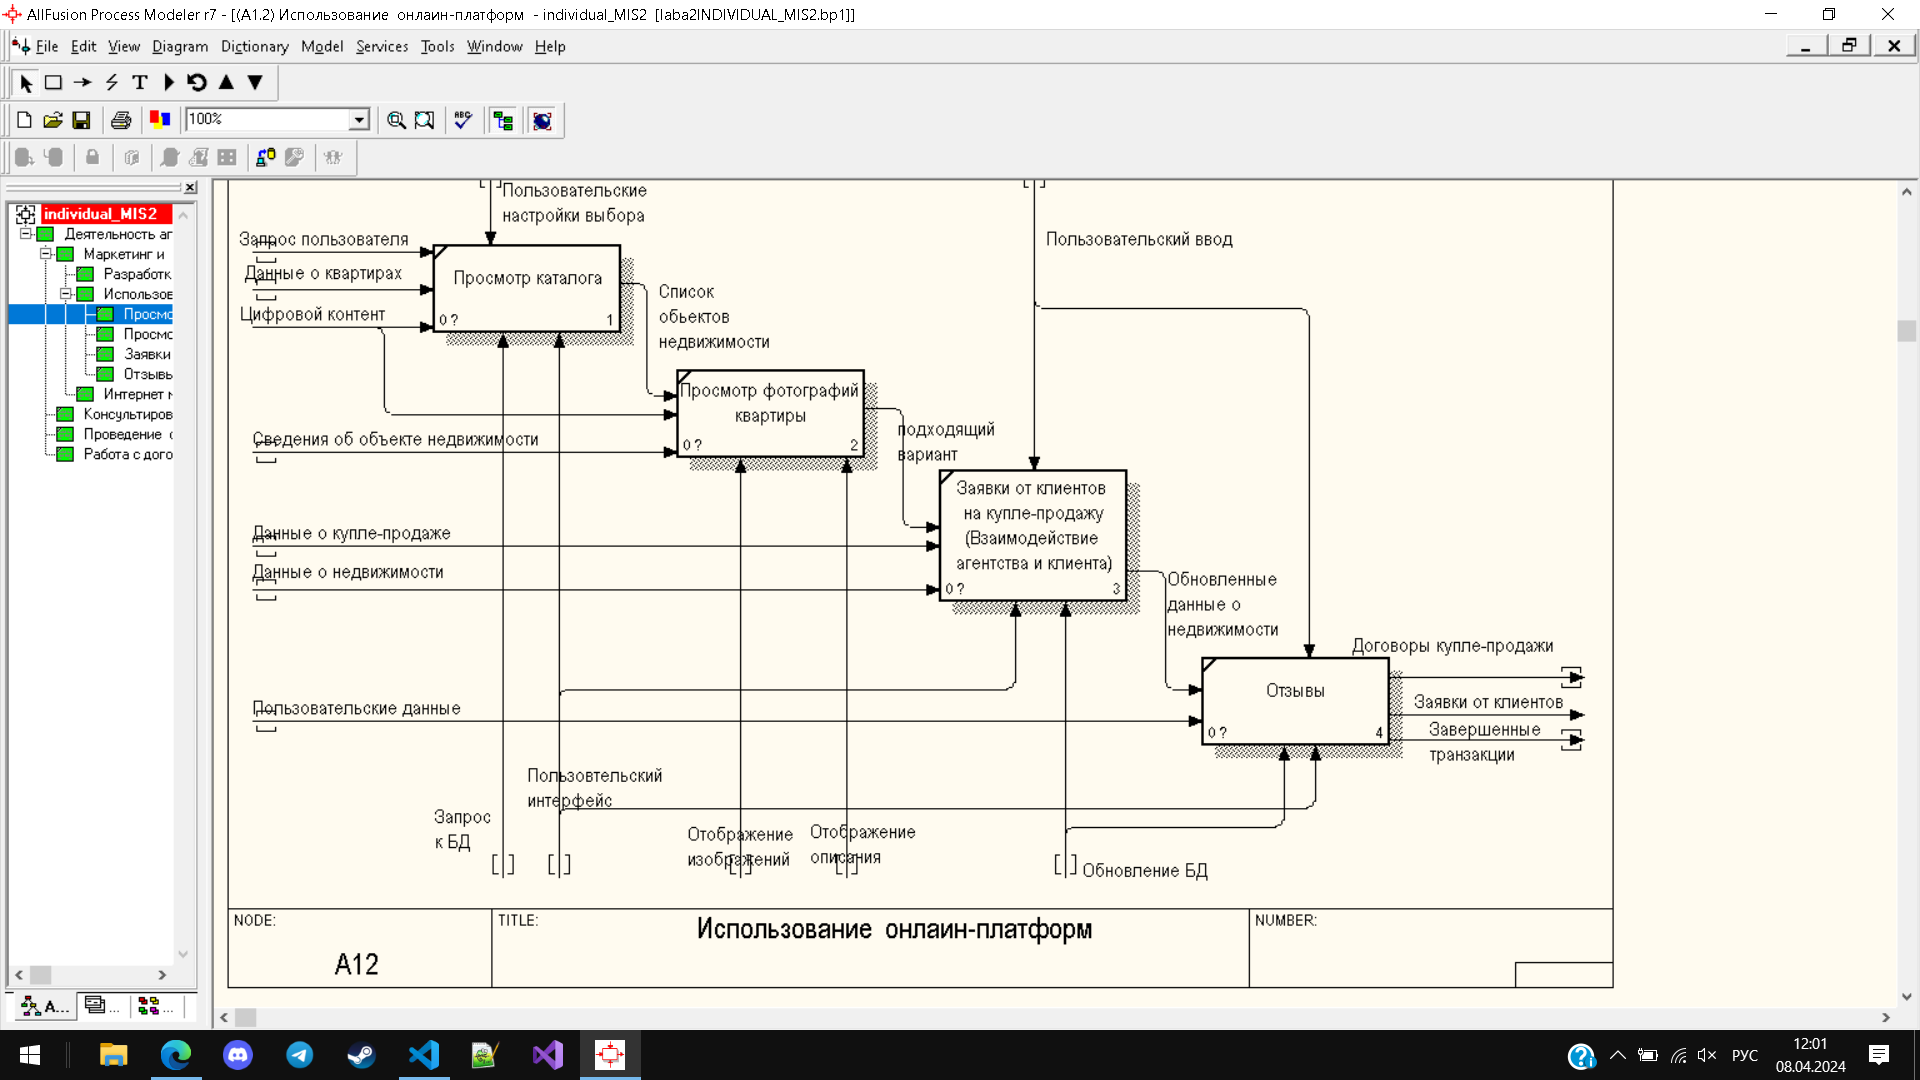 AllFusion Process Modeler r7 - [(A1.2) Использование  онлаин-платформ  - individual_MIS2  [laba2INDIVIDUAL_MIS2.bp1]]
File Edit View Diagram Dictionary Model Services Tools Window Help
T
100%
ABC
individual_MIS2
Деятельность аг
Маркетинг и
Разработк
Использов
Просмо
Просмо
Заявки
Отзывь
Интернет м
Консультиров
Проведение с
Работа с дого
A... ... ...
Пользовательские
настройки выбора
Запрос пользователя
Данные о квартирах
Цифровой контент
Просмотр каталога
0 ? 1
Список
обьектов
недвижимости
Пользовательский ввод
Просмотр фотографий
квартиры
0 ? 2
Сведения об объекте недвижимости
подходящий
вариант
Заявки от клиентов
на купле-продажу
(Взаимодействие
агентства и клиента)
0 ? 3
Данные о купле-продаже
Данные о недвижимости
Обновленные
данные о
недвижимости
Договоры купле-продажи
Отзывы
0 ? 4
Заявки от клиентов
Завершенные
транзакции
Пользовательские данные
Пользовтельский
интерфейс
Запрос
к БД
Отображение
изображений
Отображение
описания
Обновление БД
NODE:
A12
TITLE:
Использование  онлаин-платформ
NUMBER:
РУС
12:01
08.04.2024